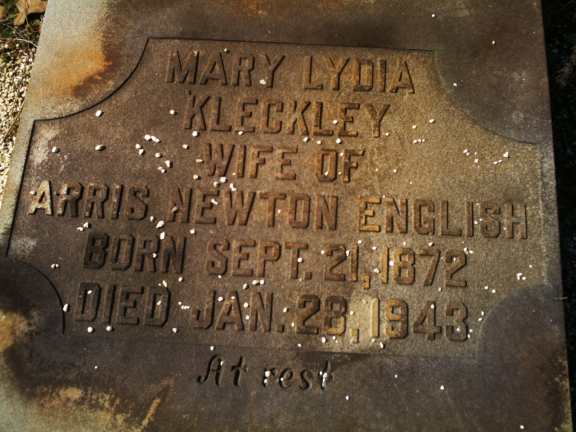 MARY LYDIA
KLECKLEY
WIFE OF
ARRIS NEWTON ENGLISH
BORN SEPT. 21, 1872
DIED JAN. 28, 1943
At rest